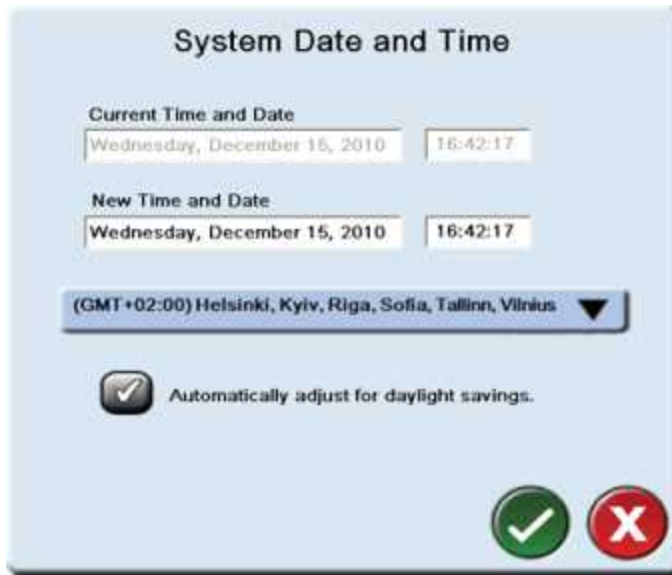 System Date and Time
Current Time and Date
Wednesday, December 15, 2010 16:42:17
New Time and Date
Wednesday, December 15, 2010 16:42:17
(GMT+02:00) Helsinki, Kyiv, Riga, Sofia, Tallinn, Vilnius
Automatically adjust for daylight savings.